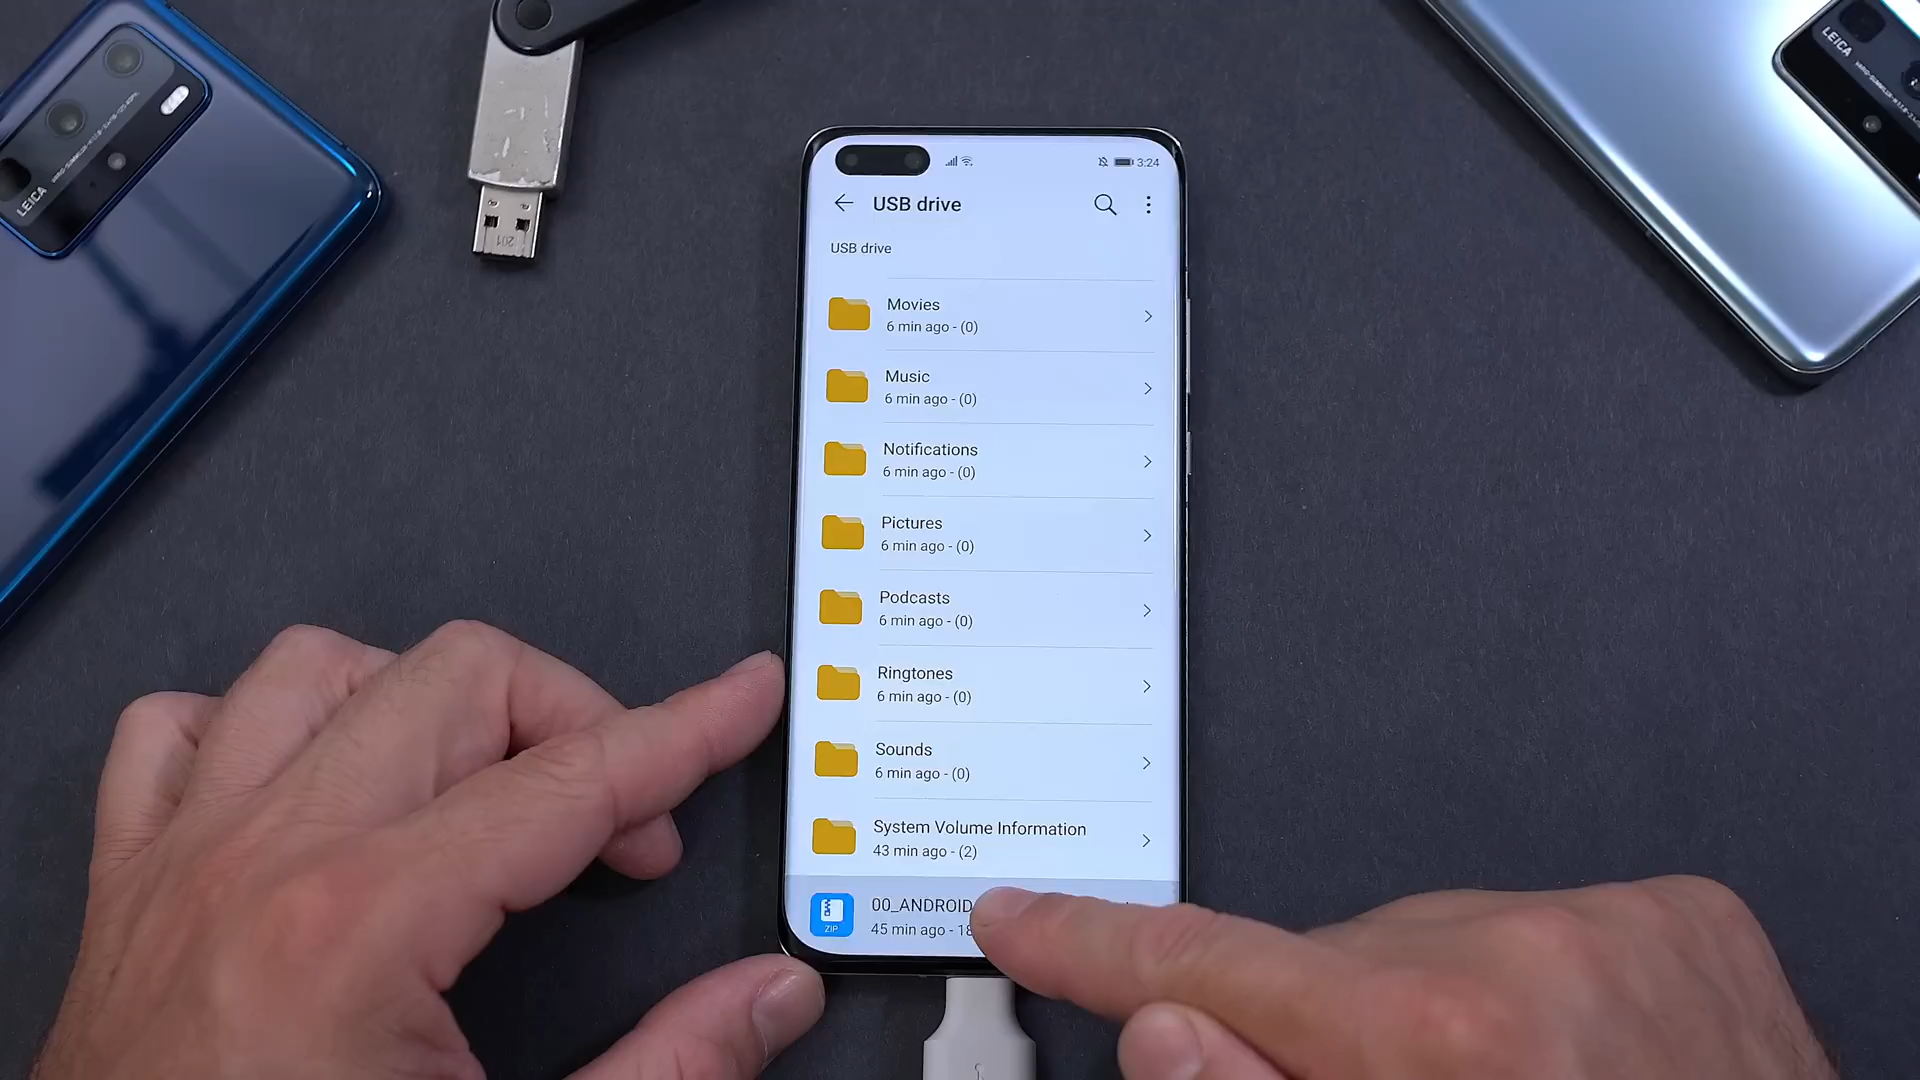 3:24
USB drive
USB drive
Movies
6 min ago - (0)
Music
6 min ago - (0)
Notifications
6 min ago - (0)
Pictures
6 min ago - (0)
Podcasts
6 min ago - (0)
Ringtones
6 min ago - (0)
Sounds
6 min ago - (0)
System Volume Information
43 min ago - (2)
00_ANDROID
45 min ago - 18
ZIP
LEICA
LEICA
201